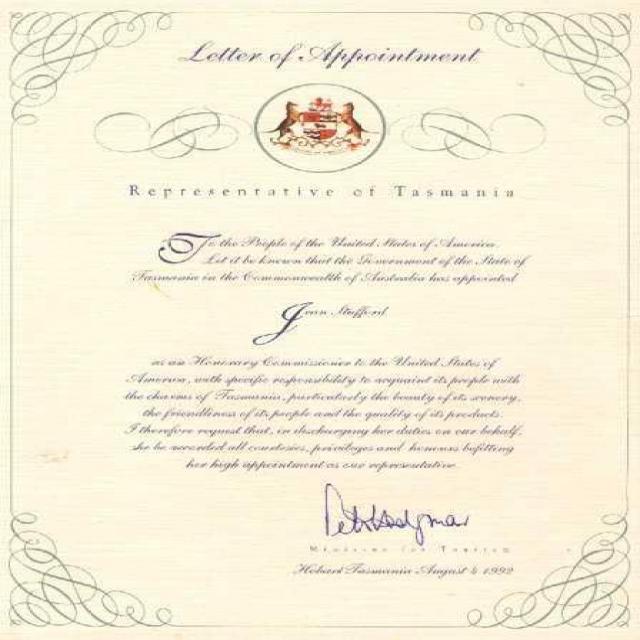 Letter of Appointment
Representative of Tasmania
To the People of the United States of America.
Let it be known that the Government of the State of
Tasmania in the Commonwealth of Australia has appointed
Jean Stafford
as an Honorary Commissioner to the United States of
America, with specific responsibility to acquaint its people with
the charms of Tasmania, particularly the beauty of its scenery,
the friendliness of its people and the quality of its products.
I therefore request that, in discharging her duties on our behalf,
she be accorded all courtesies, privileges and honours befitting
her high appointment as our representative.
Minister for Tourism
Hobart Tasmania August 4 1992